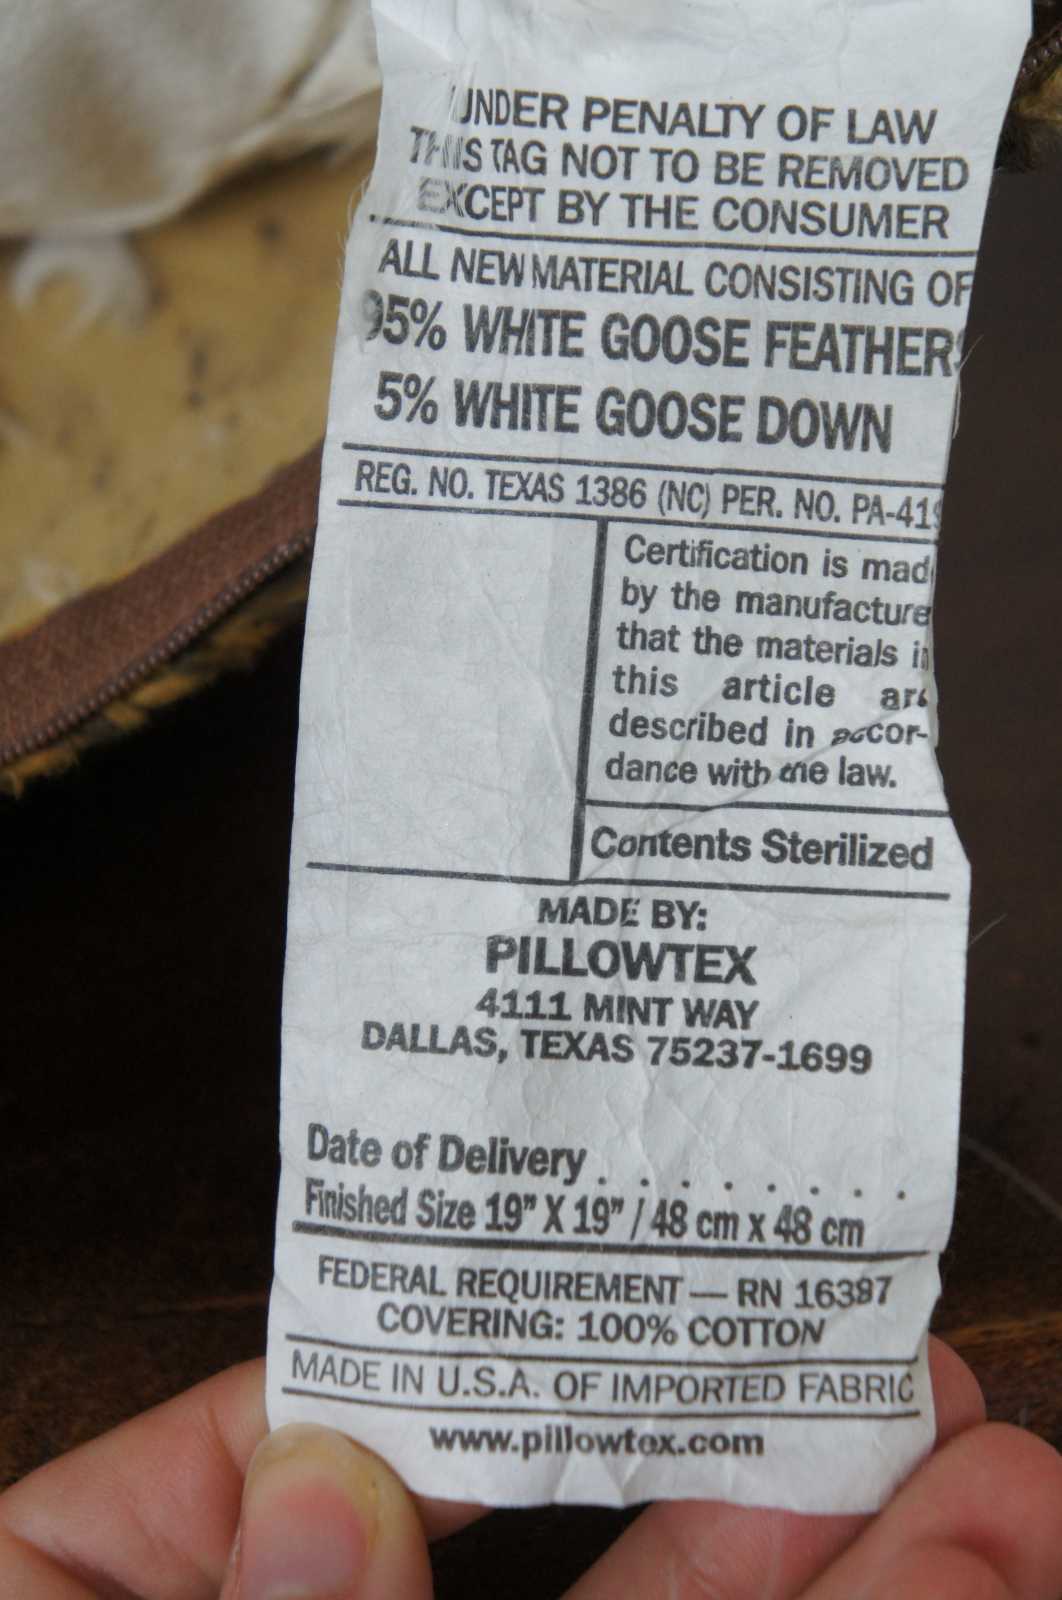 UNDER PENALTY OF LAW
THIS TAG NOT TO BE REMOVED
EXCEPT BY THE CONSUMER
ALL NEW MATERIAL CONSISTING OF
95% WHITE GOOSE FEATHERS
5% WHITE GOOSE DOWN
REG. NO. TEXAS 1386 (NC) PER. NO. PA-419
Certification is made
by the manufacture
that the materials in
this article are
described in accor-
dance with the law.
Contents Sterilized
MADE BY:
PILLOWTEX
4111 MINT WAY
DALLAS, TEXAS 75237-1699
Date of Delivery . . . . . . . .
Finished Size 19" X 19" / 48 cm x 48 cm
FEDERAL REQUIREMENT — RN 16387
COVERING: 100% COTTON
MADE IN U.S.A. OF IMPORTED FABRIC
www.pillowtex.com